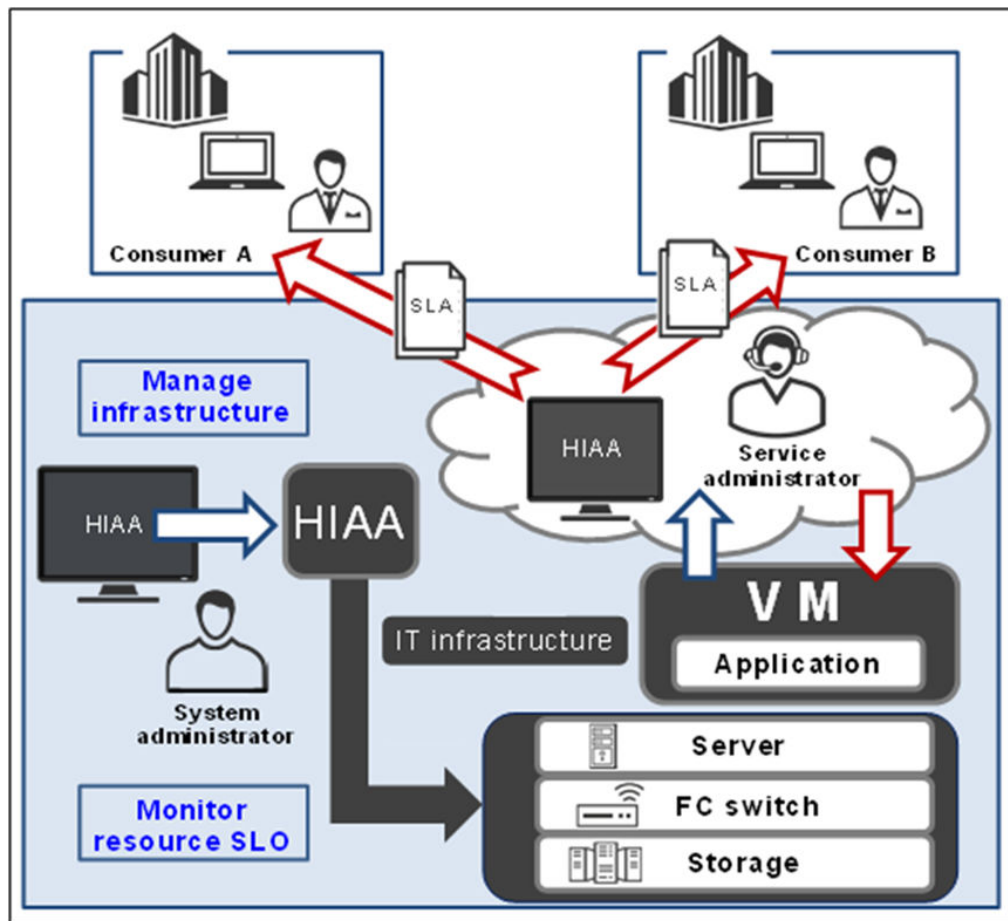 Consumer A
Consumer B
SLA
SLA
Manage
infrastructure
HIAA
Service
administrator
HIAA
HIAA
VM
IT infrastructure
Application
System
administrator
Server
Monitor
resource SLO
FC switch
Storage